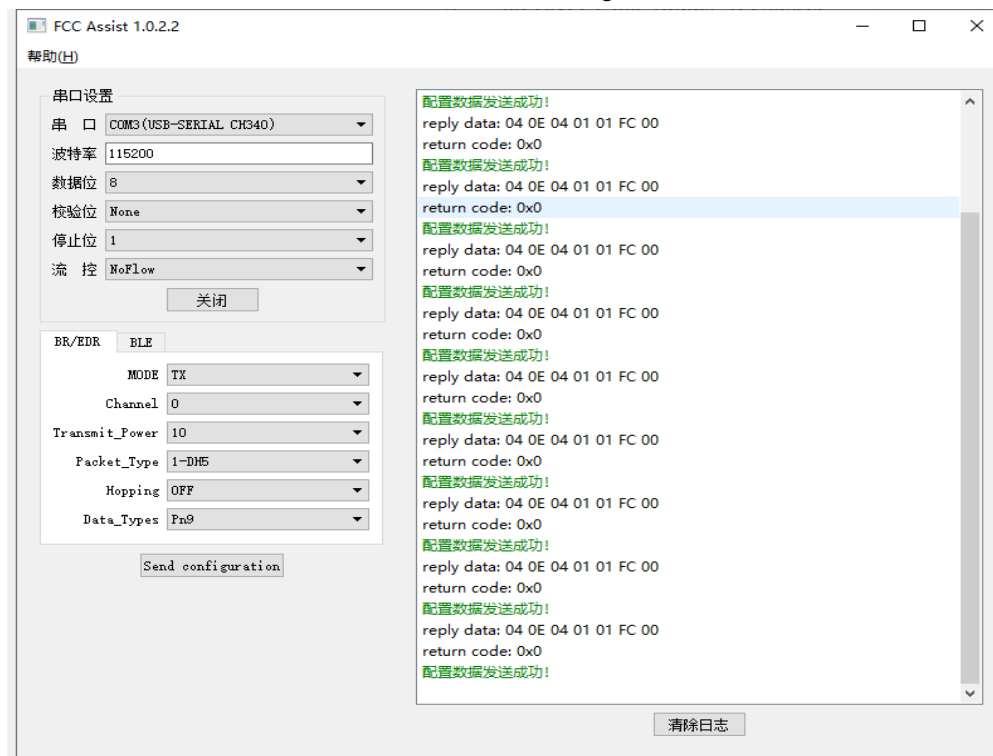 FCC Assist 1.0.2.2
帮助(H)
串口设置
串 口 COM3(USB-SERIAL CH340)
波特率 115200
数据位 8
校验位 None
停止位 1
流 控 NoFlow
关闭
BR/EDR BLE
MODE TX
Channel 0
Transmit_Power 10
Packet_Type 1-DH5
Hopping OFF
Data_Types Pn9
Send configuration
配置数据发送成功!
reply data: 04 0E 04 01 01 FC 00
return code: 0x0
配置数据发送成功!
reply data: 04 0E 04 01 01 FC 00
return code: 0x0
配置数据发送成功!
reply data: 04 0E 04 01 01 FC 00
return code: 0x0
配置数据发送成功!
reply data: 04 0E 04 01 01 FC 00
return code: 0x0
配置数据发送成功!
reply data: 04 0E 04 01 01 FC 00
return code: 0x0
配置数据发送成功!
reply data: 04 0E 04 01 01 FC 00
return code: 0x0
配置数据发送成功!
reply data: 04 0E 04 01 01 FC 00
return code: 0x0
配置数据发送成功!
reply data: 04 0E 04 01 01 FC 00
return code: 0x0
配置数据发送成功!
reply data: 04 0E 04 01 01 FC 00
return code: 0x0
配置数据发送成功!
清除日志